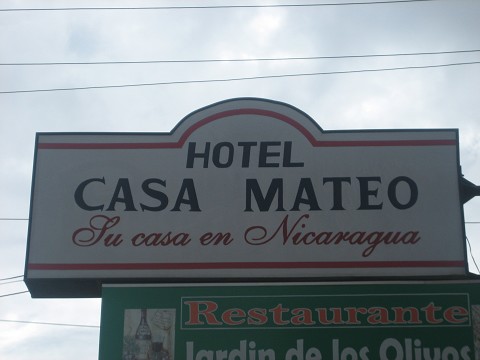 HOTEL
CASA MATEO
Su casa en Nicaragua
Restaurante
Jardin de los Olivos